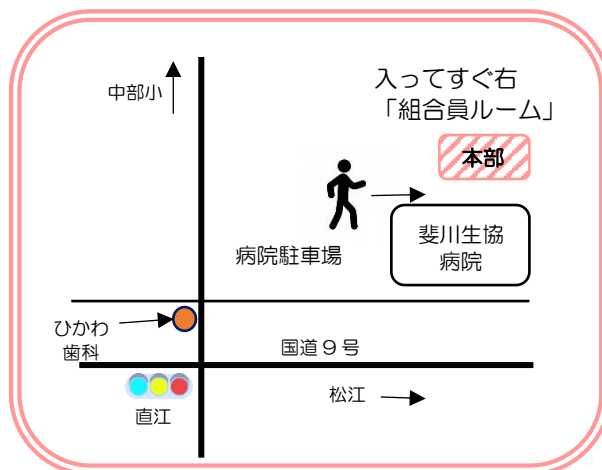 中部小
入ってすぐ右
「組合員ルーム」
本部
斐川生協
病院
病院駐車場
ひかわ
歯科
国道９号
直江
松江